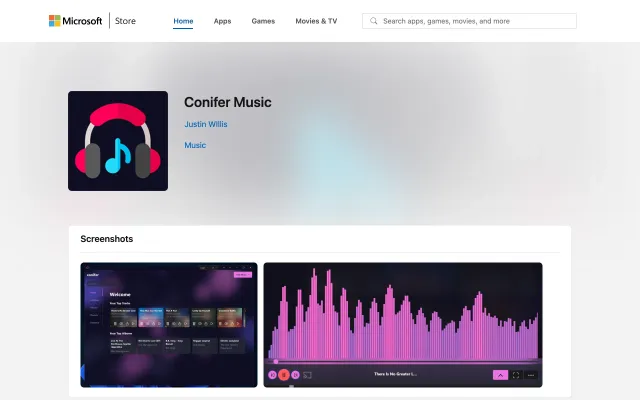 Microsoft
Store
Home
Apps
Games
Movies & TV
Search apps, games, movies, and more
Conifer Music
Justin Willis
Music
Screenshots
conifer
Welcome
Your Top Tracks
Your Top Albums
There Is No Greater L...